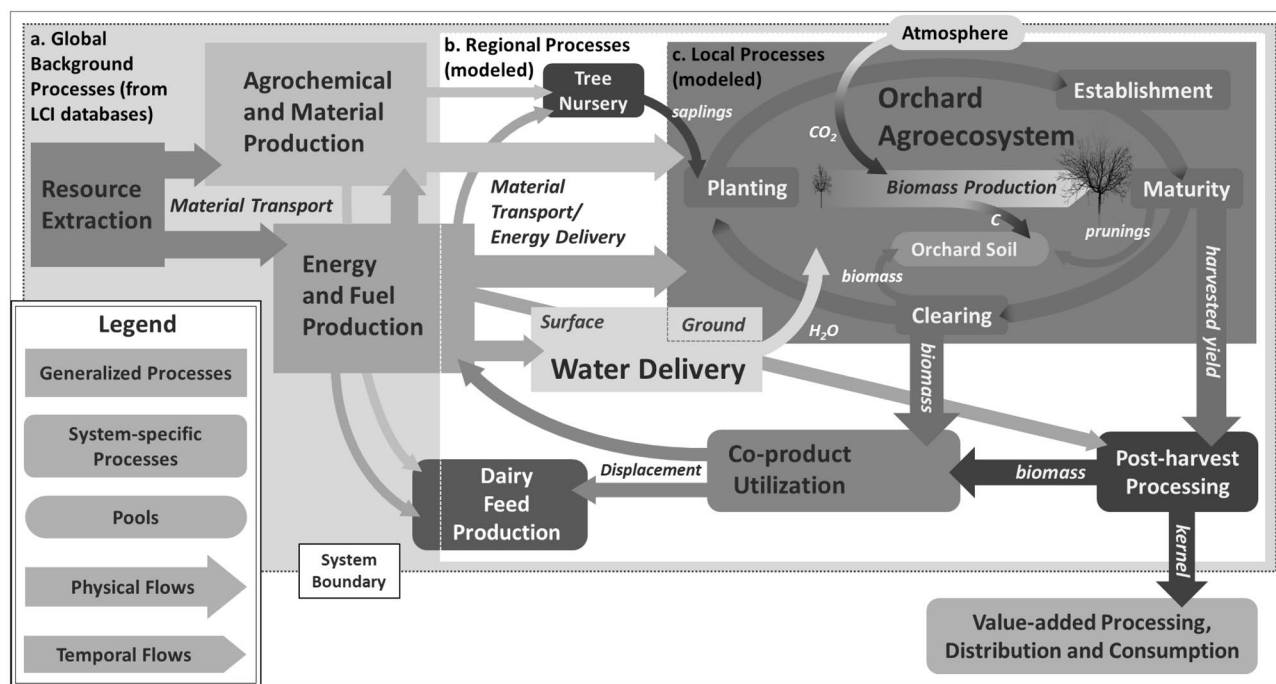 a. Global
Background
Processes (from
LCI databases)
Agrochemical
and Material
Production
b. Regional Processes
(modeled)
Tree
Nursery
saplings
c. Local Processes
(modeled)
Atmosphere
Orchard
Agroecosystem
Establishment
CO₂
Resource
Extraction
Material Transport
Planting
Biomass Production
Maturity
Material
Transport/
Energy Delivery
C
prunings
Orchard Soil
biomass
Energy
and Fuel
Production
Clearing
harvested yield
Surface
Ground
H₂O
Water Delivery
biomass
Legend
Generalized Processes
System-specific
Processes
Pools
Physical Flows
Temporal Flows
Dairy
Feed
Production
Displacement
Co-product
Utilization
biomass
Post-harvest
Processing
System
Boundary
kernel
Value-added Processing,
Distribution and Consumption